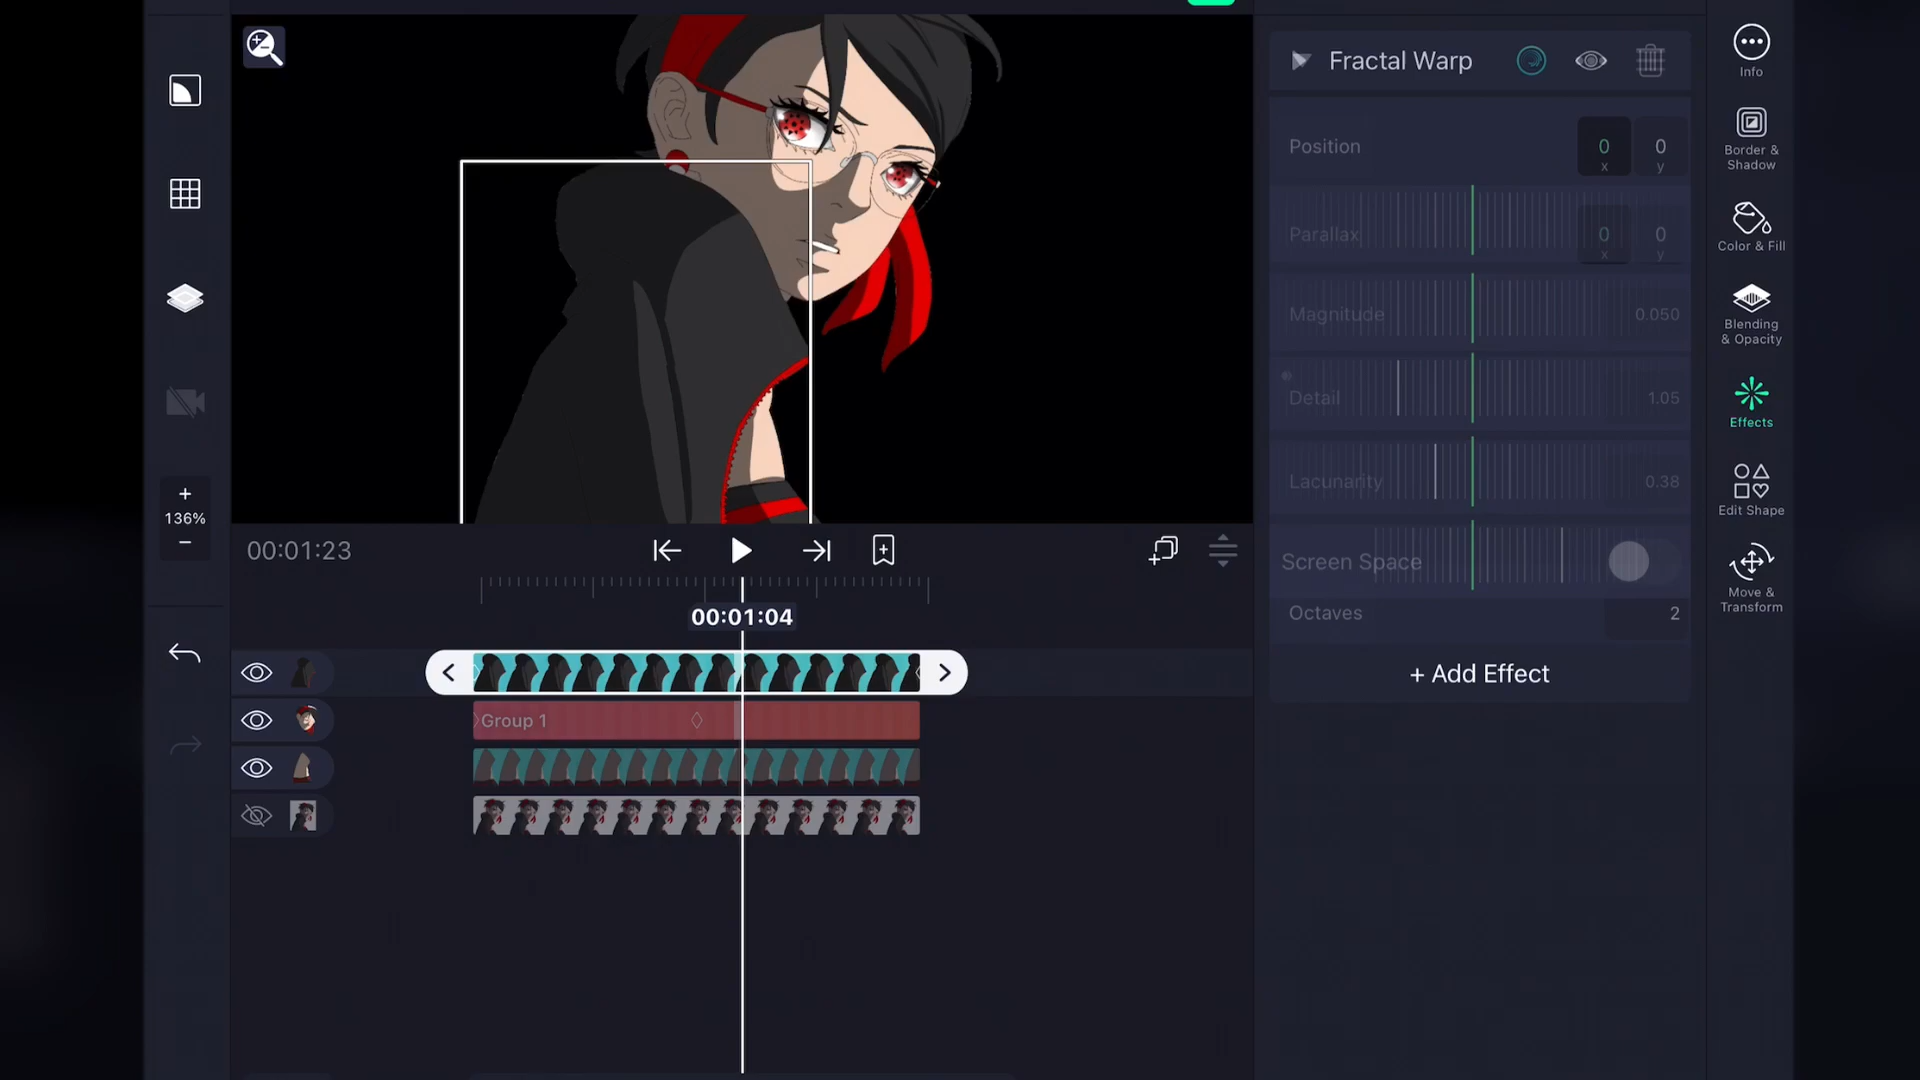 136%
00:01:23
00:01:04
Group 1
Fractal Warp
Position
0
x
0
y
Parallax
0
x
0
y
Magnitude
0.050
Detail
1.05
Lacunarity
0.38
Screen Space
Octaves
2
+ Add Effect
Info
Border &
Shadow
Color & Fill
Blending
& Opacity
Effects
Edit Shape
Move &
Transform